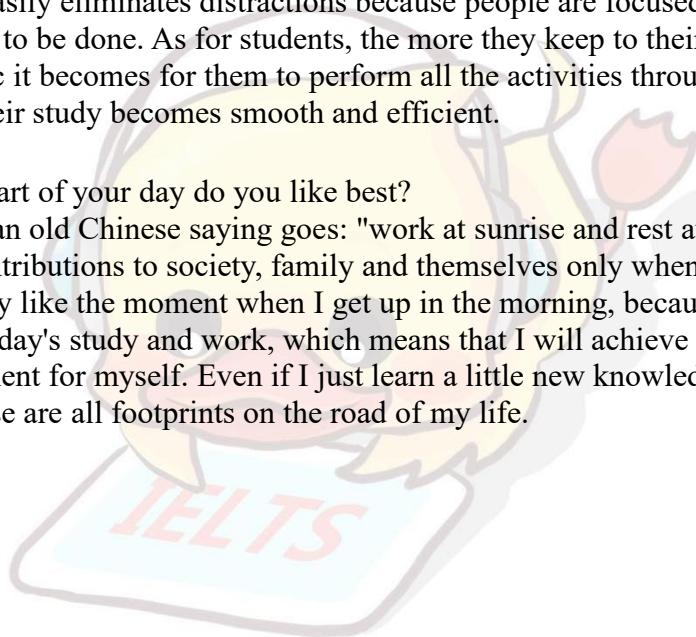 asily eliminates distractions because people are focused
to be done. As for students, the more they keep to their
c it becomes for them to perform all the activities throu
eir study becomes smooth and efficient.
art of your day do you like best?
an old Chinese saying goes: "work at sunrise and rest a
tributions to society, family and themselves only when
y like the moment when I get up in the morning, becau
day's study and work, which means that I will achieve
ent for myself. Even if I just learn a little new knowled
se are all footprints on the road of my life.
IELTS